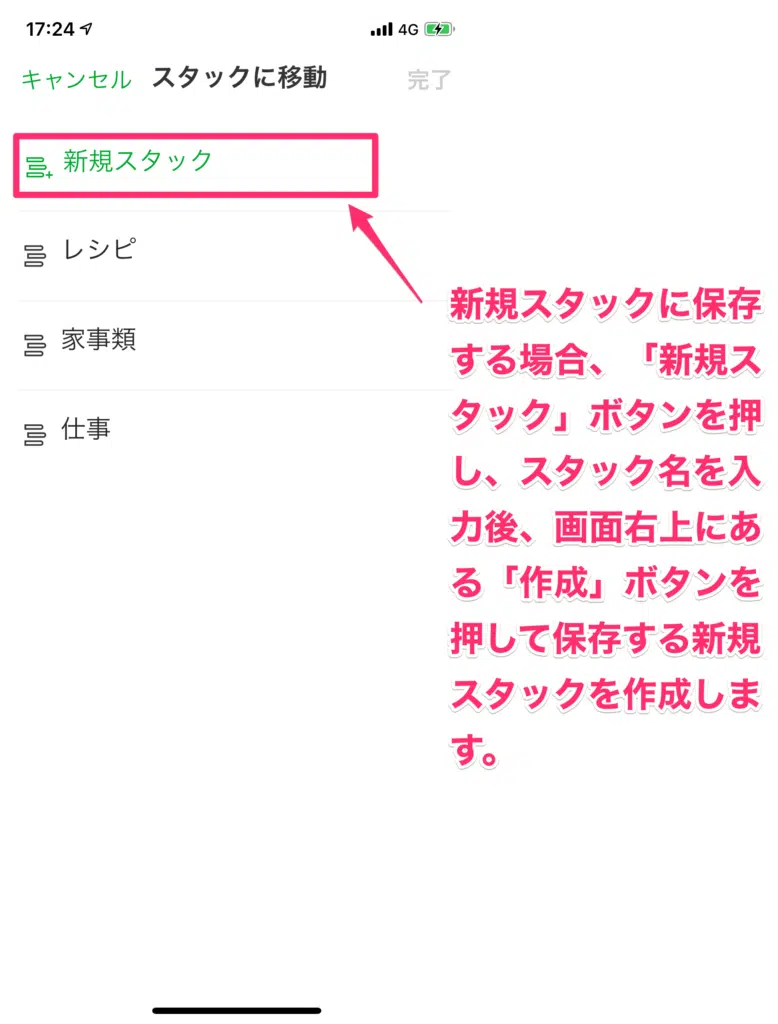 17:24
4G
キャンセル スタックに移動 完了
新規スタック
レシピ
家事類
仕事
新規スタックに保存
する場合、「新規ス
タック」ボタンを押
し、スタック名を入
力後、画面右上にあ
る「作成」ボタンを
押して保存する新規
スタックを作成しま
す。